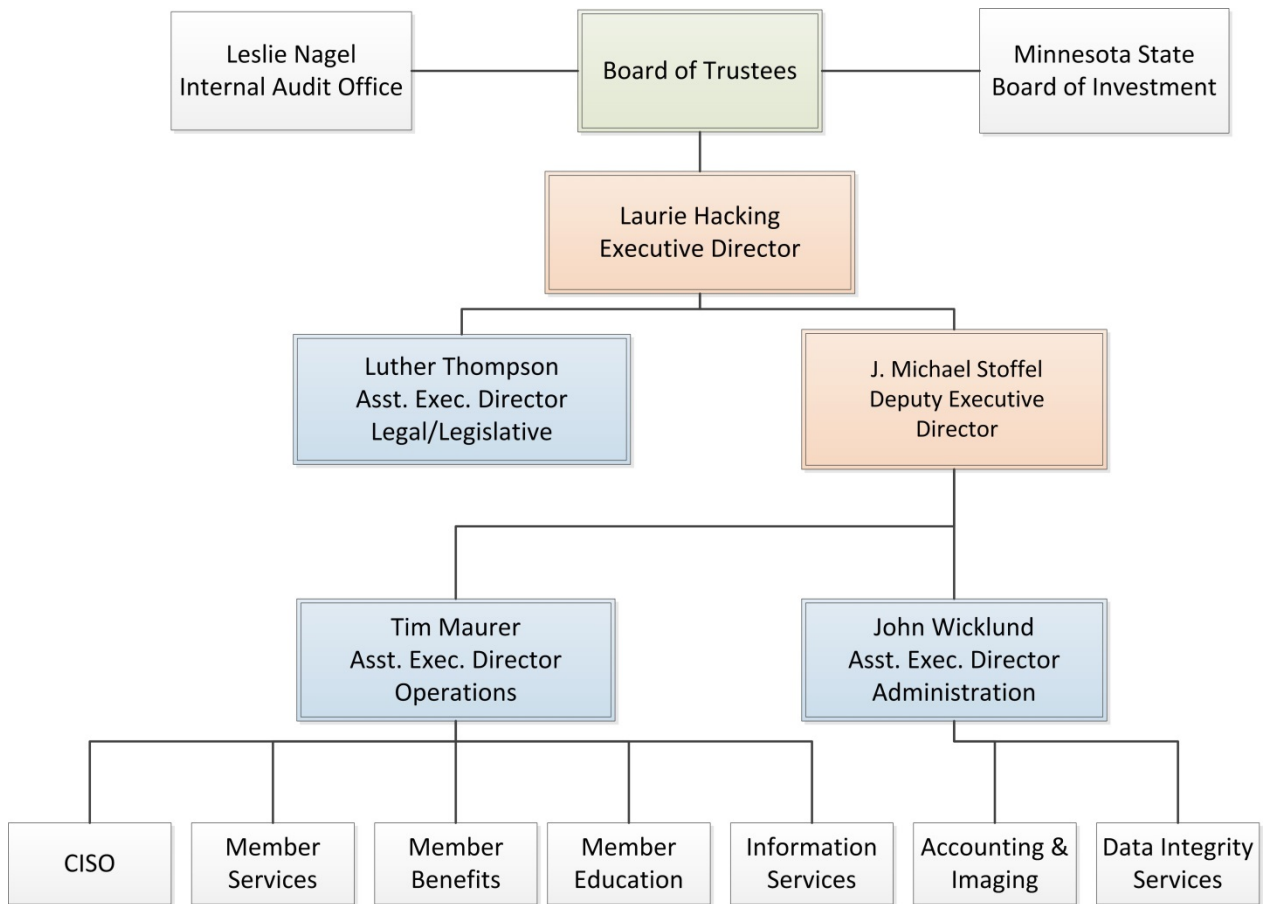 Leslie Nagel
Internal Audit Office
Board of Trustees
Minnesota State
Board of Investment
Laurie Hacking
Executive Director
Luther Thompson
Asst. Exec. Director
Legal/Legislative
J. Michael Stoffel
Deputy Executive
Director
Tim Maurer
Asst. Exec. Director
Operations
John Wicklund
Asst. Exec. Director
Administration
CISO
Member
Services
Member
Benefits
Member
Education
Information
Services
Accounting &
Imaging
Data Integrity
Services